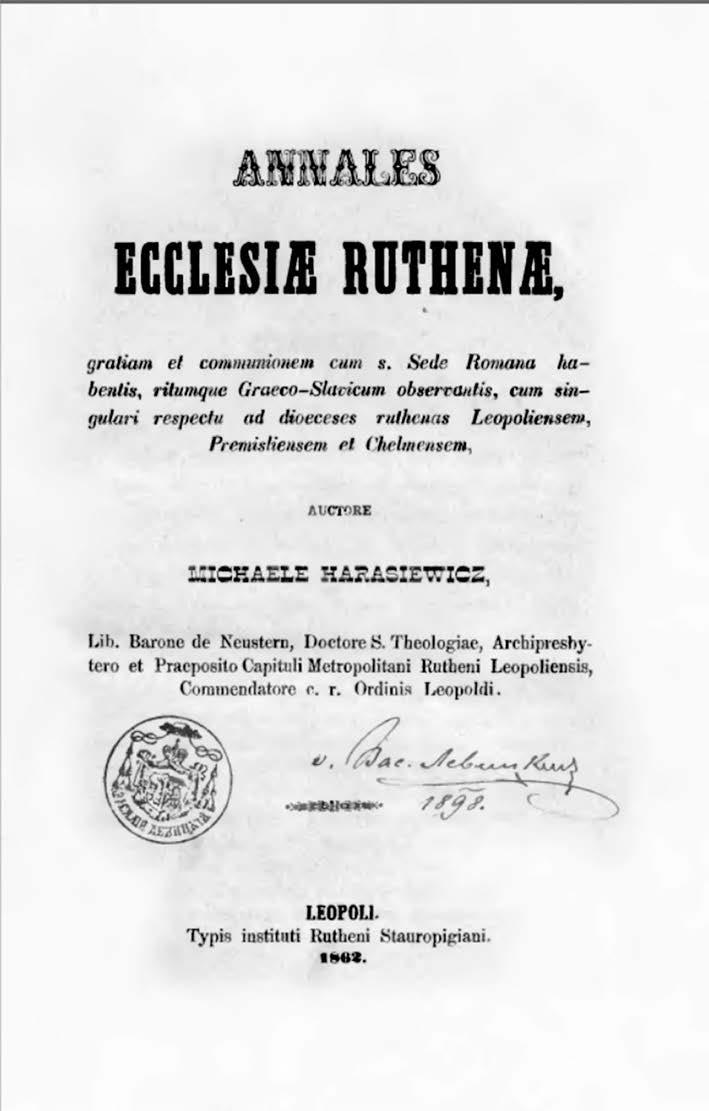 ANNALES
ECCLESIÆ RUTHENÆ,
gratiam et communionem cum s. Sede Romana ha-
bentis, ritumque Graeco-Slavicum observantis, cum sin-
gulari respectu ad dioeceses ruthenas Leopoliensem,
Premisliensem et Chelmensem,
AUCTORE
MICHAELE HARASIEWICZ,
Lib. Barone de Neustern, Doctore S. Theologiae, Archipresby-
tero et Praeposito Capituli Metropolitani Rutheni Leopoliensis,
Commendatore c. r. Ordinis Leopoldi.
Вас. Левицкий
1898.
LEOPOLI.
Typis instituti Rutheni Stauropigiani.
1862.